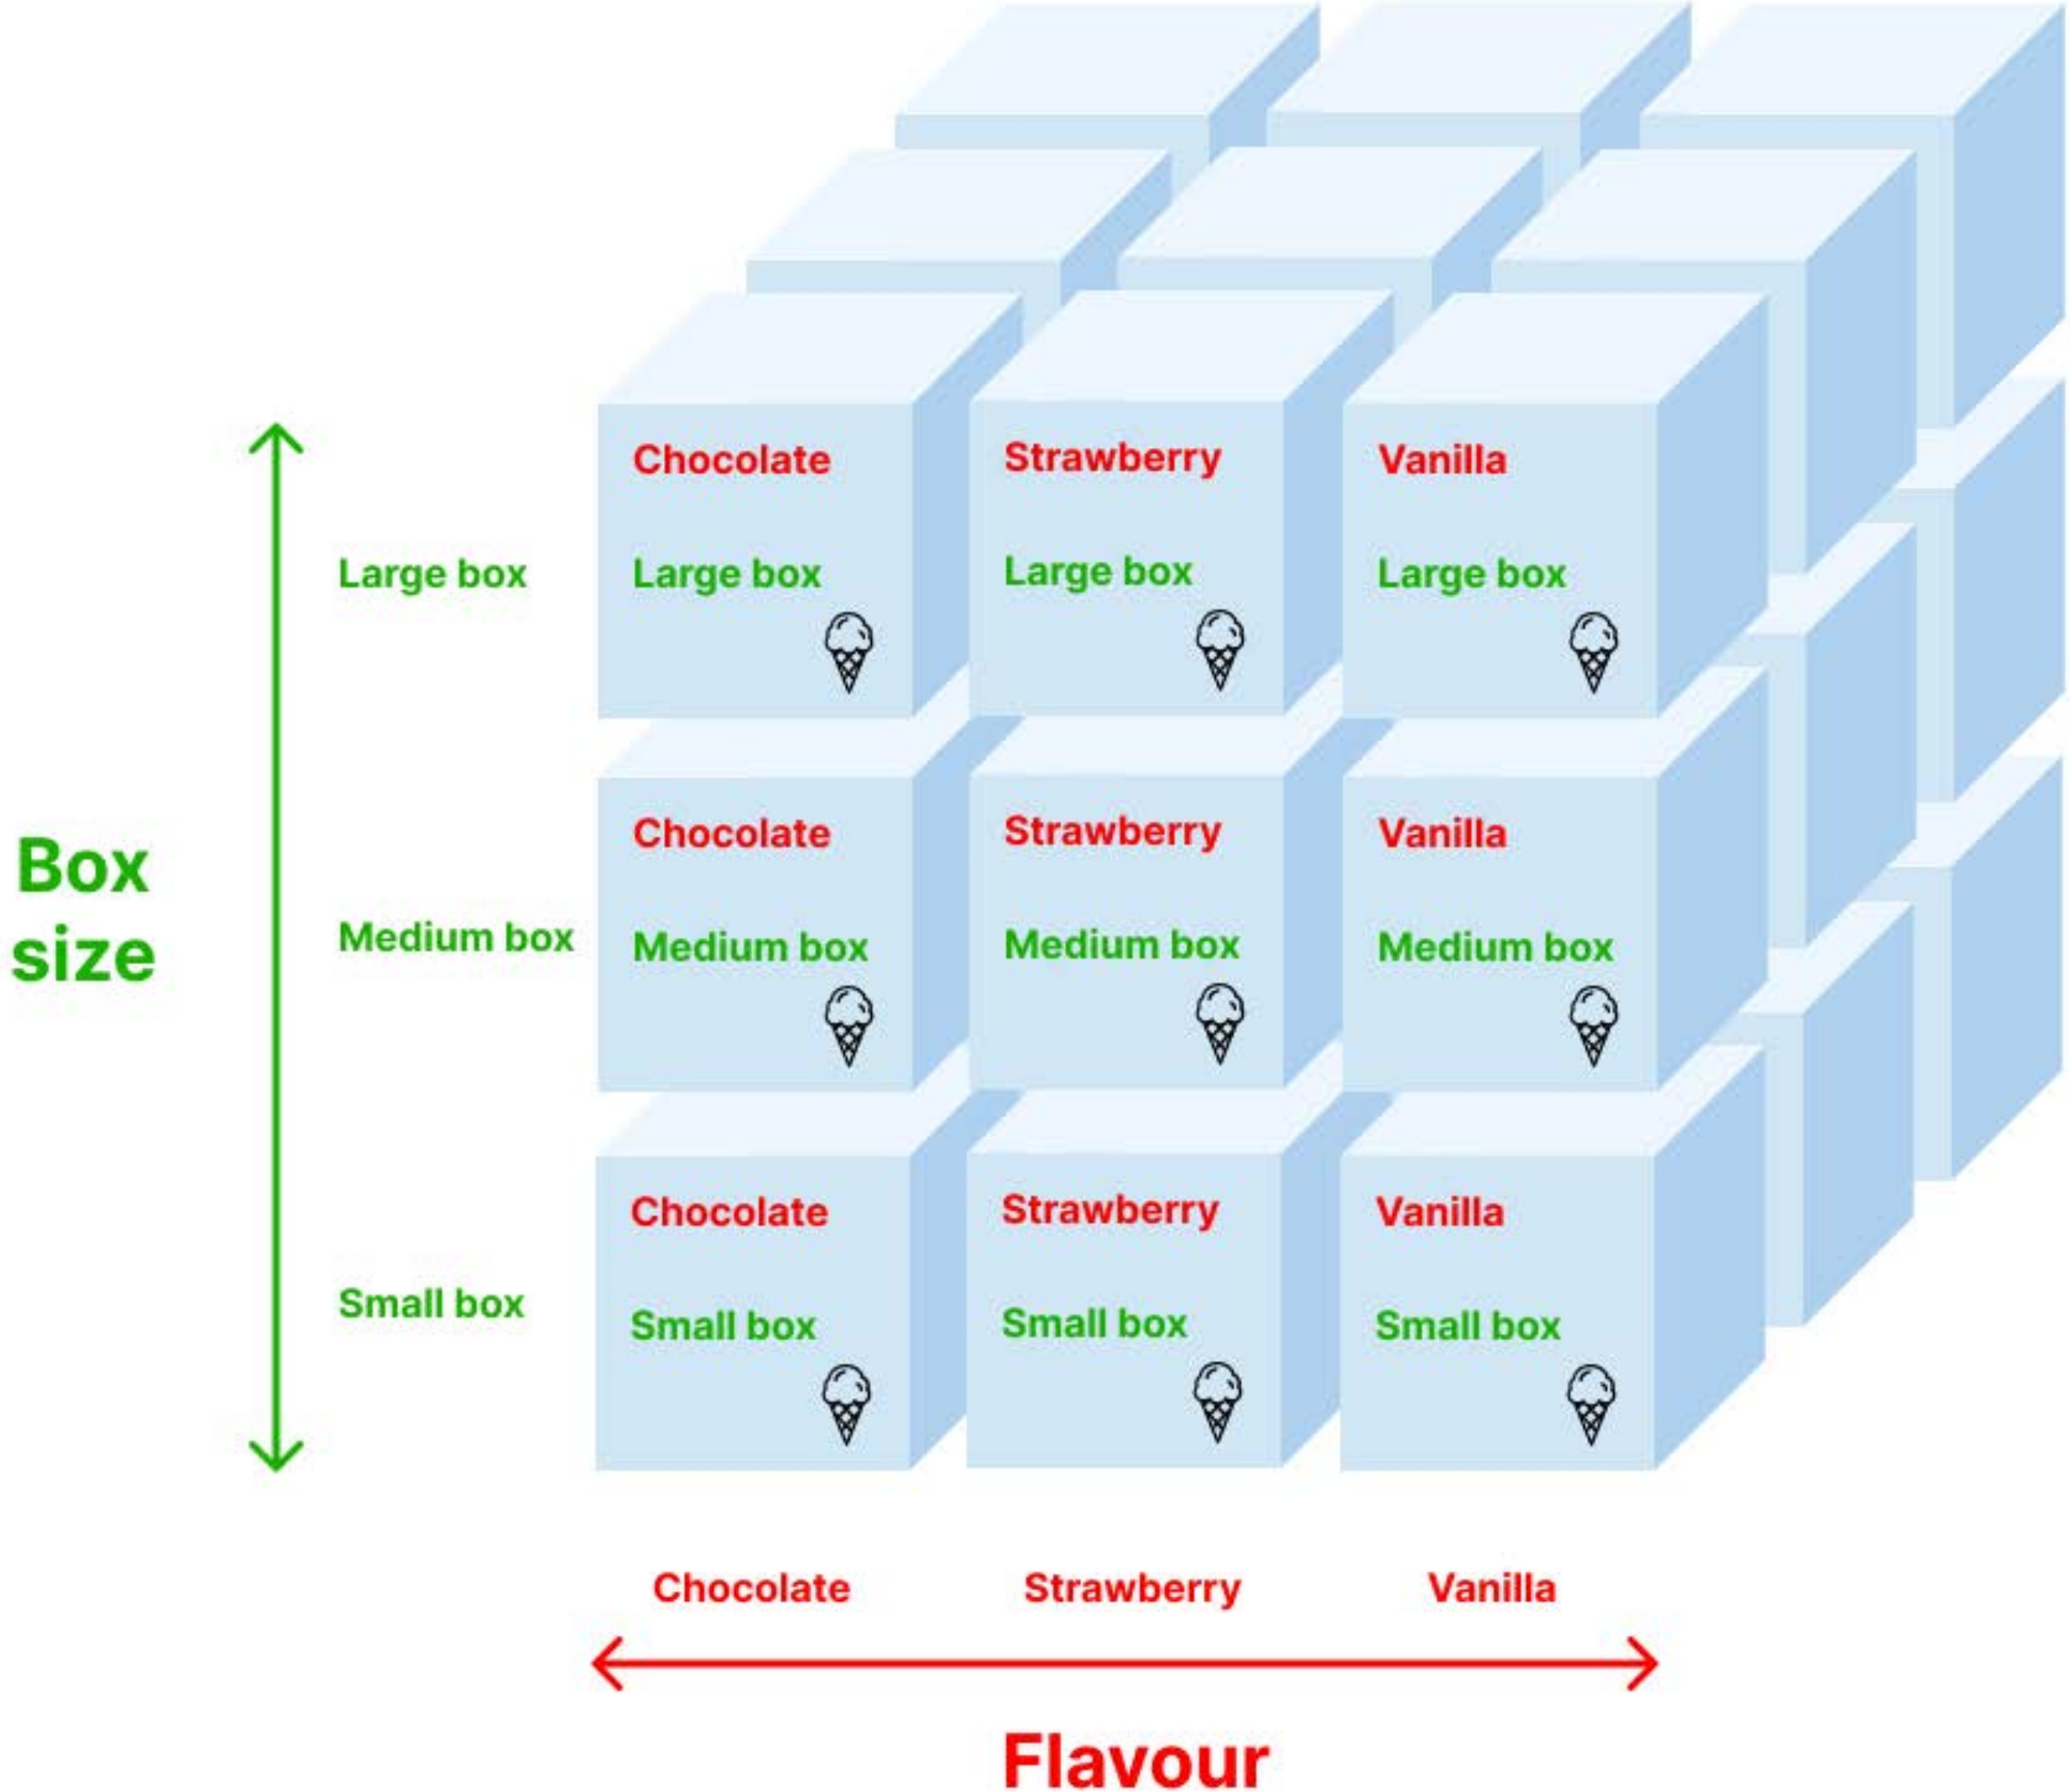 Chocolate
Strawberry
Vanilla
Large box
Large box
Large box
Large box
Chocolate
Strawberry
Vanilla
Box
size
Medium box
Medium box
Medium box
Medium box
Chocolate
Strawberry
Vanilla
Small box
Small box
Small box
Small box
Chocolate
Strawberry
Vanilla
Flavour